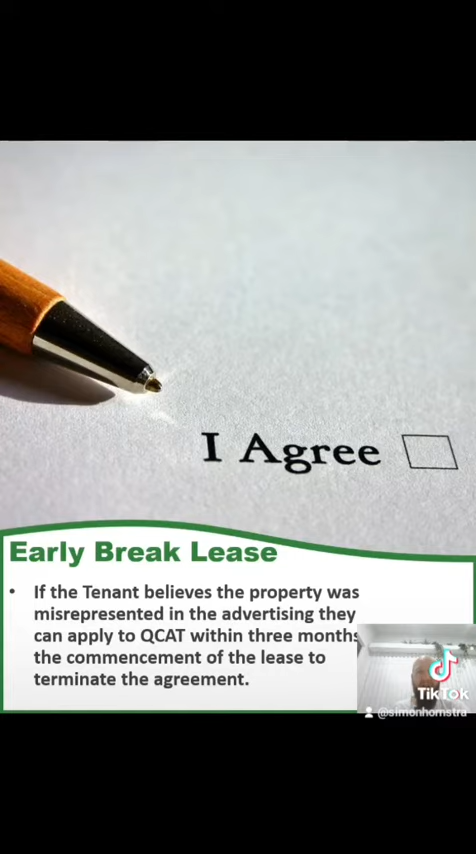 I Agree
Early Break Lease
• If the Tenant believes the property was
misrepresented in the advertising they
can apply to QCAT within three months
the commencement of the lease to
terminate the agreement.
TikTok
@simonhornstra